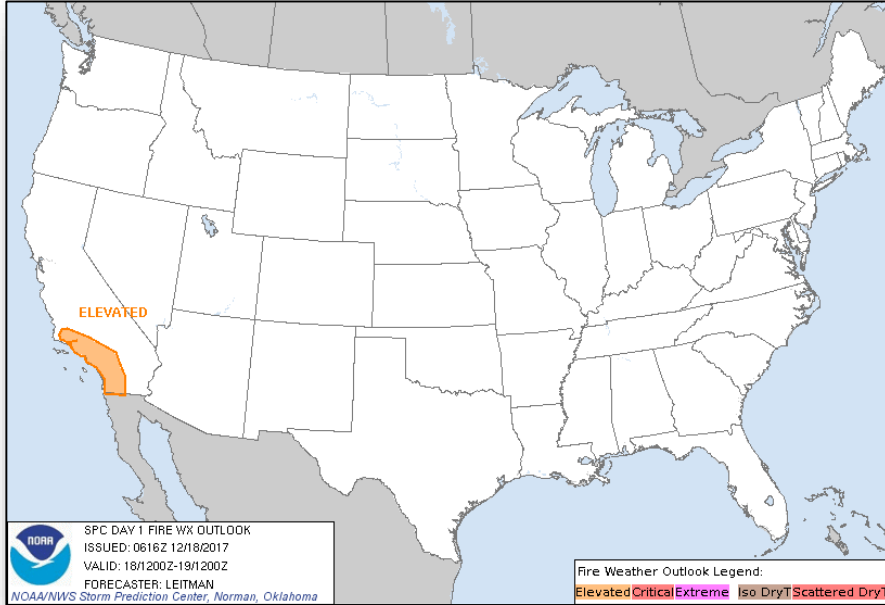 ELEVATED
NOAA
SPC DAY 1 FIRE WX OUTLOOK
ISSUED: 0616Z 12/18/2017
VALID: 18/1200Z-19/1200Z
FORECASTER: LEITMAN
NOAA/NWS Storm Prediction Center, Norman, Oklahoma
Fire Weather Outlook Legend:
Elevated Critical Extreme Iso DryT Scattered DryT